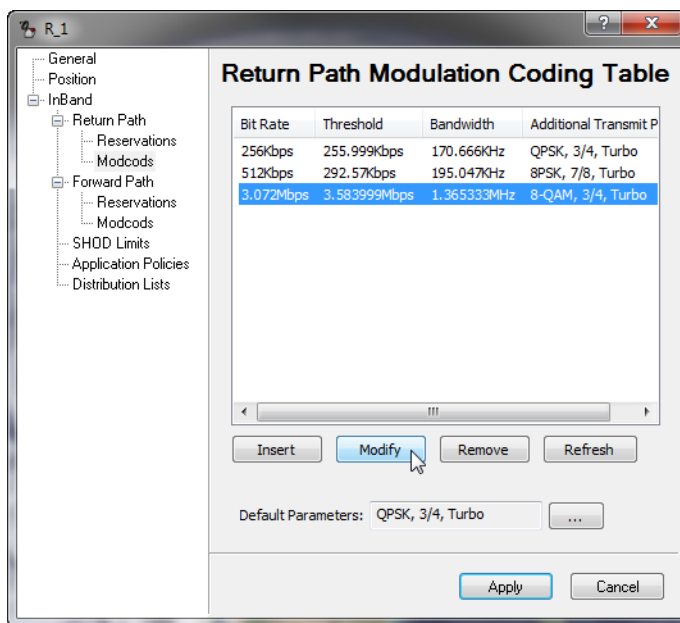 R_1
General
Position
InBand
Return Path
Reservations
Modcods
Forward Path
Reservations
Modcods
SHOD Limits
Application Policies
Distribution Lists
Return Path Modulation Coding Table
Bit Rate Threshold Bandwidth Additional Transmit P
256Kbps 255.999Kbps 170.666KHz QPSK, 3/4, Turbo
512Kbps 292.57Kbps 195.047KHz 8PSK, 7/8, Turbo
3.072Mbps 3.583999Mbps 1.365333MHz 8-QAM, 3/4, Turbo
Insert Modify Remove Refresh
Default Parameters: QPSK, 3/4, Turbo ...
Apply Cancel